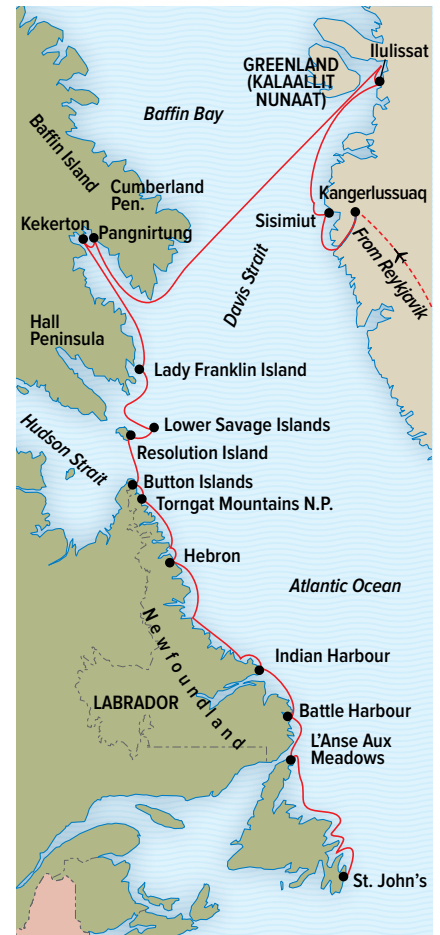 Ilulissat
GREENLAND
(KALAALLIT
NUNAAT)
Baffin Bay
Baffin Island
Cumberland
Pen.
Kangerlussuaq
Kekerton
Pangnirtung
Sisimiut
From Reykjavik
Davis Strait
Hall
Peninsula
Lady Franklin Island
Lower Savage Islands
Hudson Strait
Resolution Island
Button Islands
Torngat Mountains N.P.
Hebron
Atlantic Ocean
Newfoundland
Indian Harbour
LABRADOR
Battle Harbour
L'Anse Aux
Meadows
St. John's